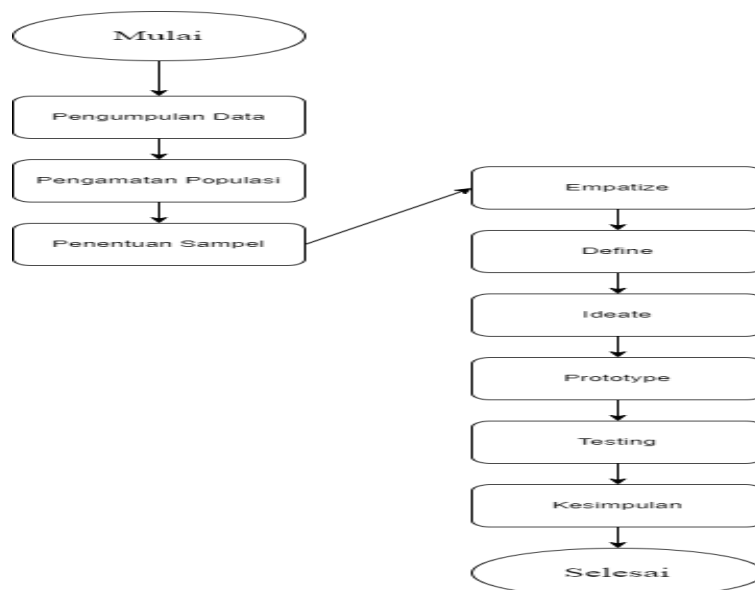 Mulai
Pengumpulan Data
Pengamatan Populasi
Penentuan Sampel
Empatize
Define
Ideate
Prototype
Testing
Kesimpulan
Selesai